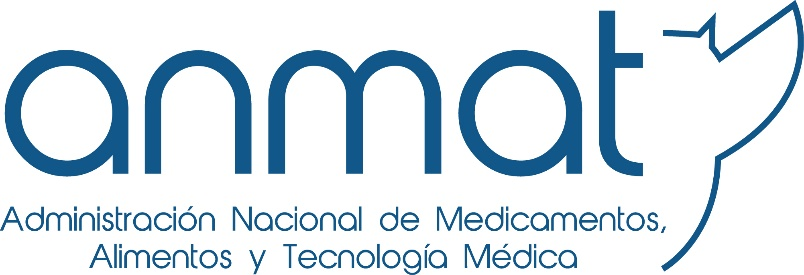 anmat
Administración Nacional de Medicamentos,
Alimentos y Tecnología Médica